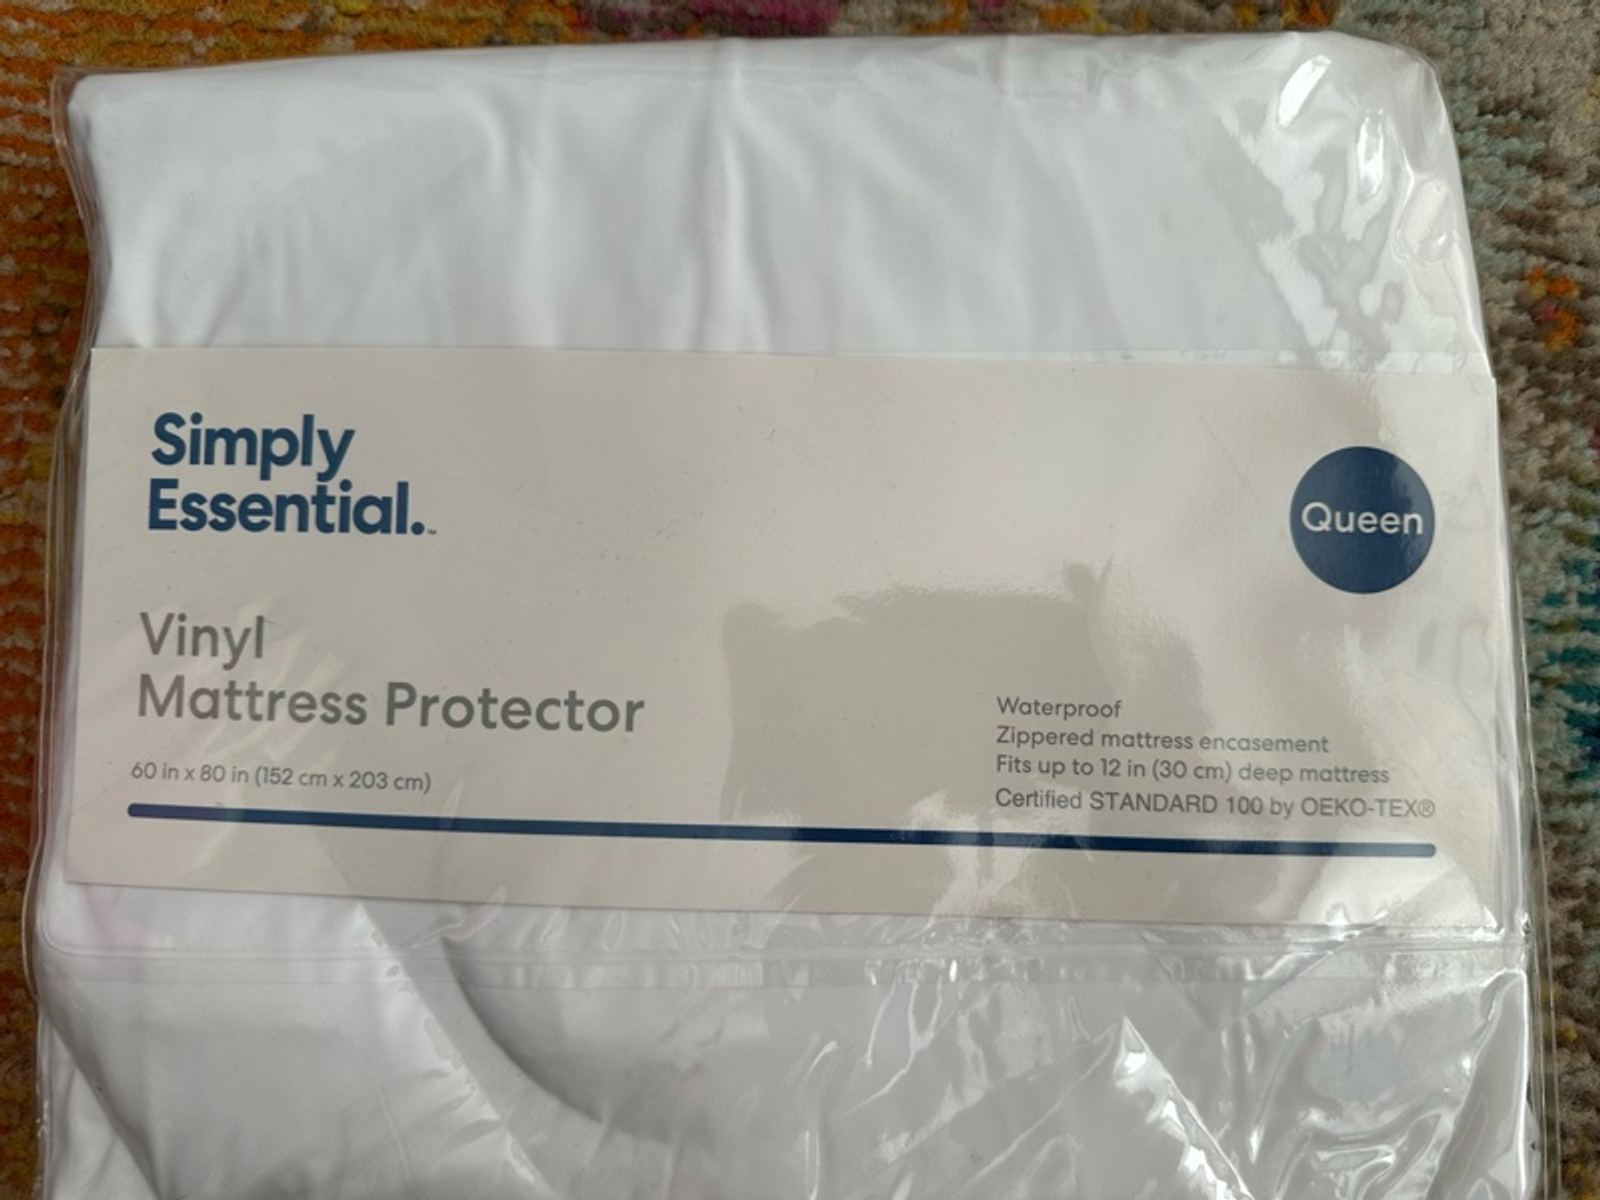 Simply
Essential.™
Queen
Vinyl
Mattress Protector
60 in x 80 in (152 cm x 203 cm)
Waterproof
Zippered mattress encasement
Fits up to 12 in (30 cm) deep mattress
Certified STANDARD 100 by OEKO-TEX®